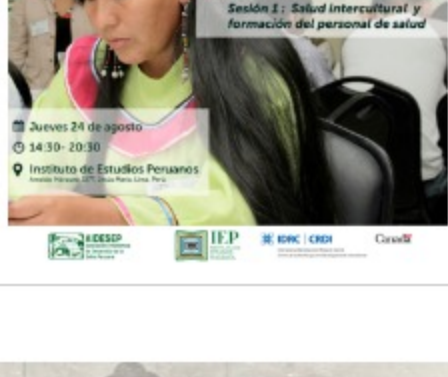 Sesión 1 : Salud intercultural y
formación del personal de salud
Jueves 24 de agosto
14:30- 20:30
Instituto de Estudios Peruanos
AIDESEP
IEP
IDRC | CRDI
Canada